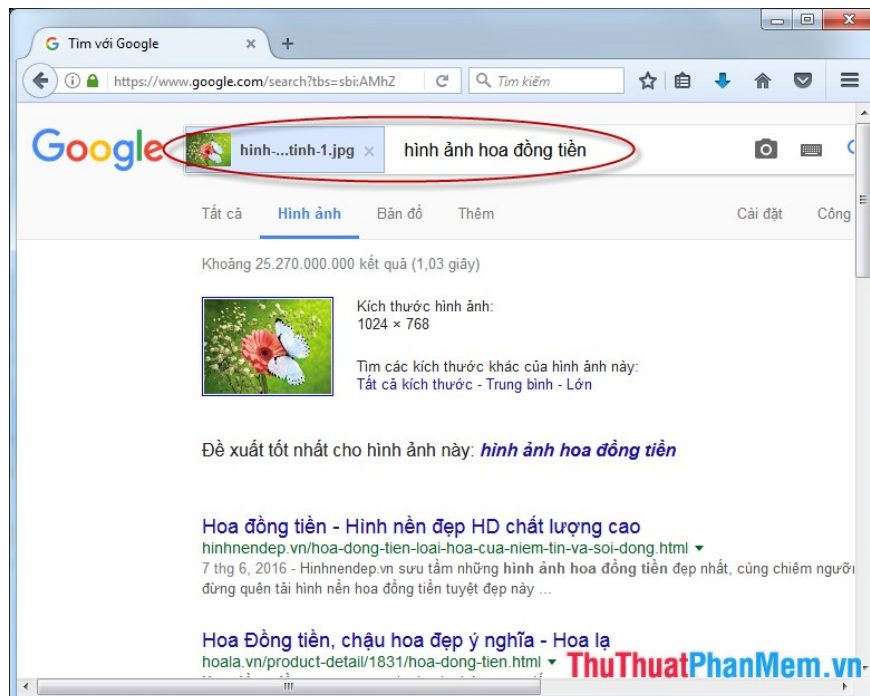 Tìm với Google
https://www.google.com/search?tbs=sbi:AMhZ
Tìm kiếm
Google
hinh-...tinh-1.jpg
hình ảnh hoa đồng tiền
Tất cả Hình ảnh Bản đồ Thêm Cài đặt Công
Khoảng 25.270.000.000 kết quả (1,03 giây)
Kích thước hình ảnh:
1024 × 768
Tìm các kích thước khác của hình ảnh này:
Tất cả kích thước - Trung bình - Lớn
Đề xuất tốt nhất cho hình ảnh này: hình ảnh hoa đồng tiền
Hoa đồng tiền - Hình nền đẹp HD chất lượng cao
hinhnendep.vn/hoa-dong-tien-loai-hoa-cua-niem-tin-va-soi-dong.html
7 thg 6, 2016 - Hinhnendep.vn sưu tầm những hình ảnh hoa đồng tiền đẹp nhất, cùng chiêm ngưỡn
đừng quên tải hình nền hoa đồng tiền tuyệt đẹp này ...
Hoa Đồng tiền, chậu hoa đẹp ý nghĩa - Hoa lạ
hoala.vn/product-detail/1831/hoa-dong-tien.html
ThuThuatPhanMem.vn